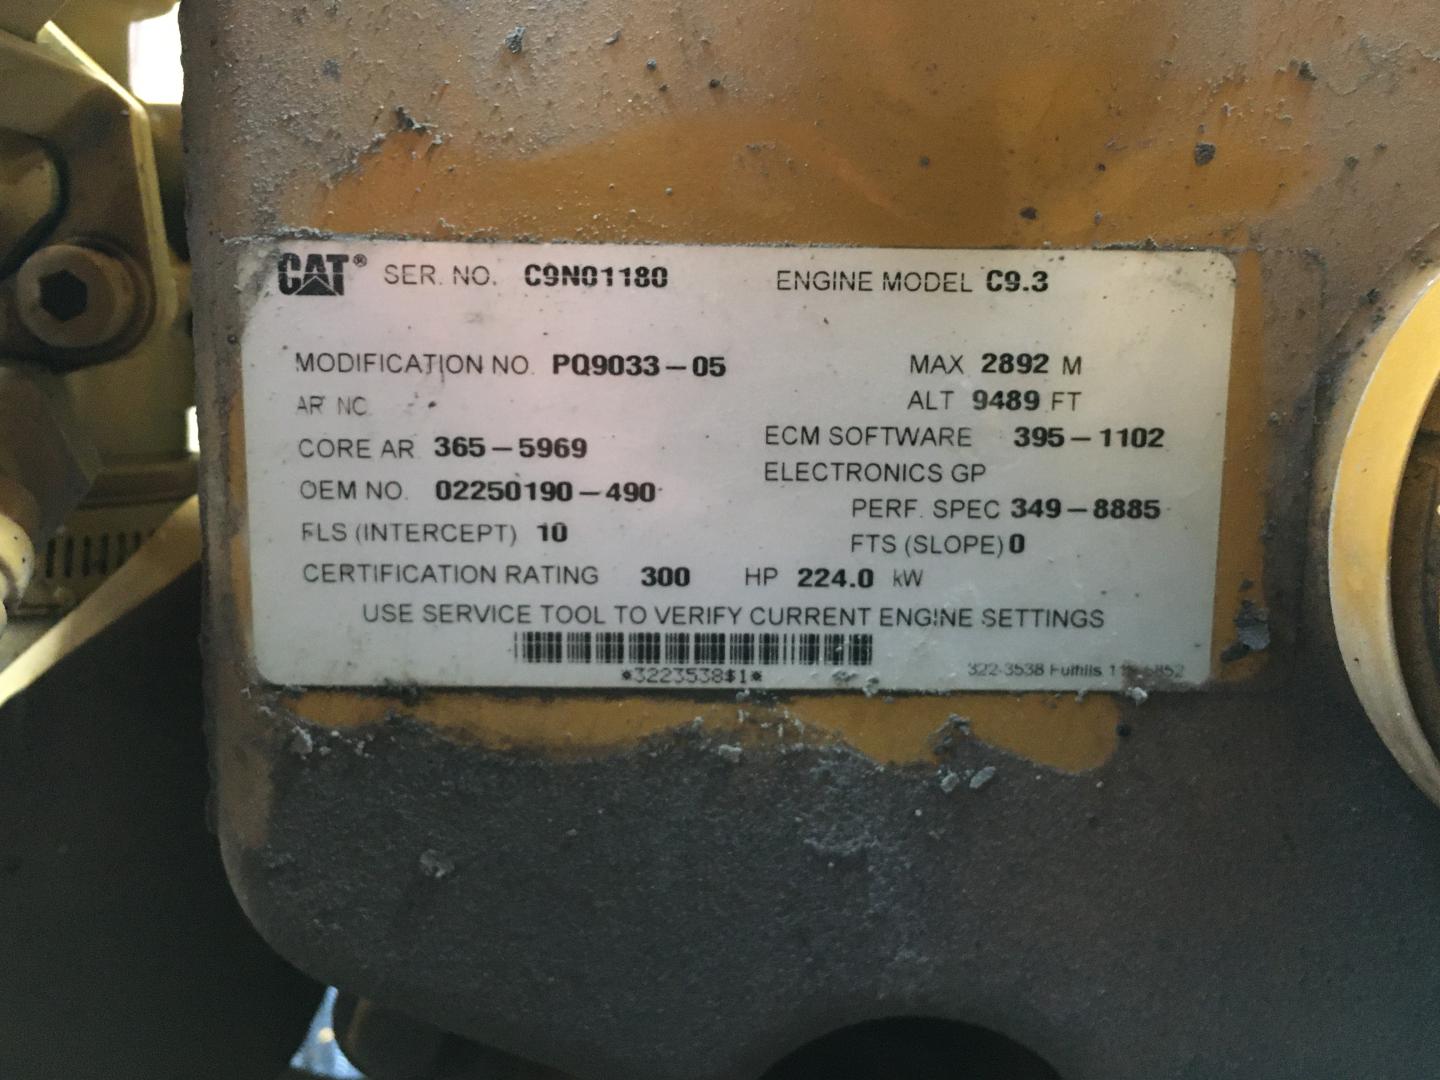 CAT® SER. NO. C9N01180 ENGINE MODEL C9.3
MODIFICATION NO. PQ9033-05 MAX 2892 M
AR NO. ALT 9489 FT
CORE AR 365-5969 ECM SOFTWARE 395-1102
ELECTRONICS GP
OEM NO. 02250190-490 PERF. SPEC 349-8885
FLS (INTERCEPT) 10 FTS (SLOPE) 0
CERTIFICATION RATING 300 HP 224.0 kW
USE SERVICE TOOL TO VERIFY CURRENT ENGINE SETTINGS
*3223538$1*
322-3538 Fulfills